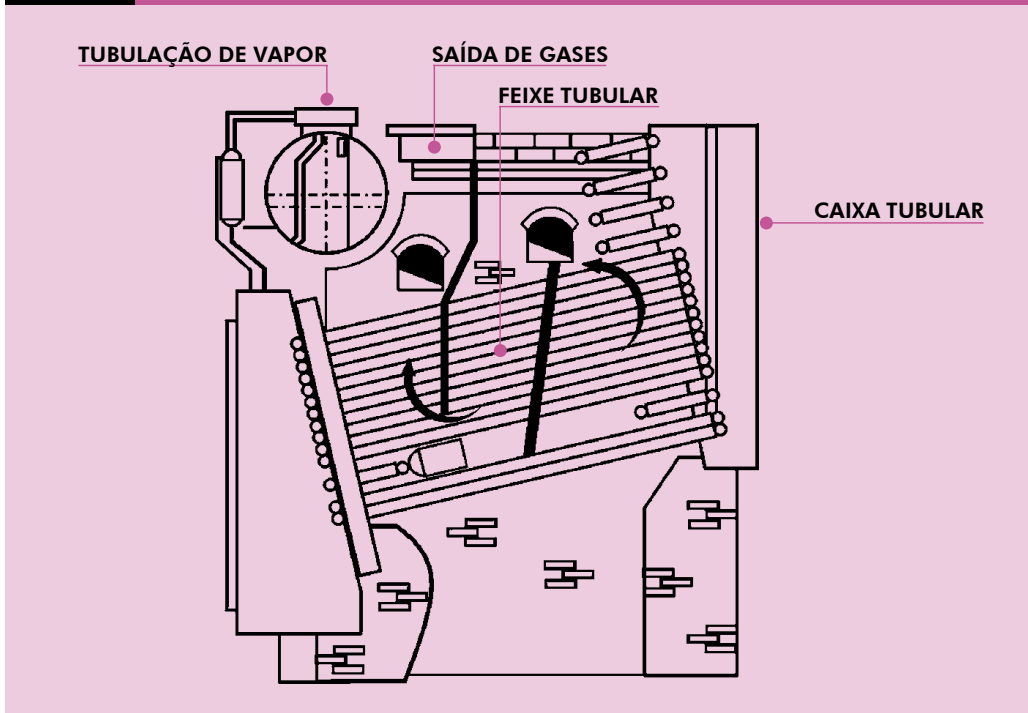 TUBULAÇÃO DE VAPOR
SAÍDA DE GASES
FEIXE TUBULAR
CAIXA TUBULAR